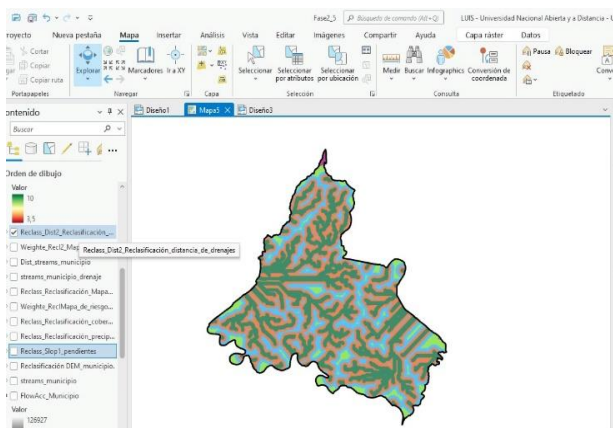 Fase2_5
Búsqueda de comando (Alt+Q)
LUIS - Universidad Nacional Abierta y a Distancia -
royecto Nueva pestaña Mapa Insertar Análisis Vista Editar Imágenes Compartir Ayuda Capa ráster Datos
Cortar
Copiar
Copiar ruta
Explorar
Marcadores
Ir a XY
Seleccionar
Seleccionar por atributos
Seleccionar por ubicación
Medir
Buscar
Infographics
Conversión de coordenada
Pausa
Bloquear
Conve
Portapapeles
Navegar
Capa
Selección
Consulta
Etiquetado
ontenido
Diseño1
Mapa5
Diseño3
Buscar
Orden de dibujo
Valor
10
1,5
Reclass_Dist2_Reclasificación_...
Weighte_Recl2_Map
Reclass_Dist2_Reclasificación_distancia_de_drenajes
Dist_streams_municipio
streams_municipio_drenaje
Reclass_Reclasificación_Mapa...
Weighte_ReclMapa_de_riesgo...
Reclass_Reclasificación_cober...
Reclass_Reclasificación_precip...
Reclass_Slop1_pendientes
Reclasificación DEM_municipio.
streams_municipio
FlowAcc_Municipio
Valor
126927